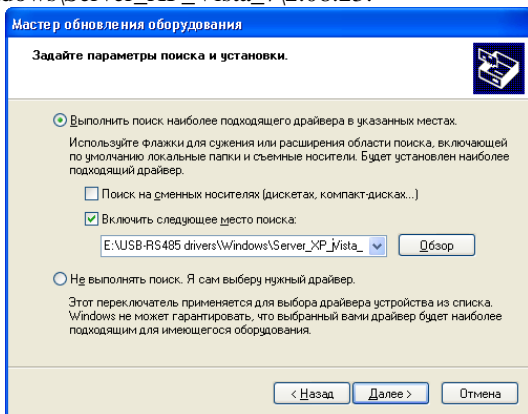 Мастер обновления оборудования
Задайте параметры поиска и установки.
Выполнить поиск наиболее подходящего драйвера в указанных местах.
Используйте флажки для сужения или расширения области поиска, включающей
по умолчанию локальные папки и съемные носители. Будет установлен наиболее
подходящий драйвер.
Поиск на сменных носителях (дискетах, компакт-дисках...)
Включить следующее место поиска:
E:\USB-RS485 drivers\Windows\Server_XP_Vista_
Обзор
Не выполнять поиск. Я сам выберу нужный драйвер.
Этот переключатель применяется для выбора драйвера устройства из списка.
Windows не может гарантировать, что выбранный вами драйвер будет наиболее
подходящим для имеющегося оборудования.
< Назад
Далее >
Отмена